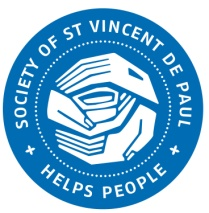 SOCIETY OF ST VINCENT DE PAUL
+ HELPS PEOPLE +